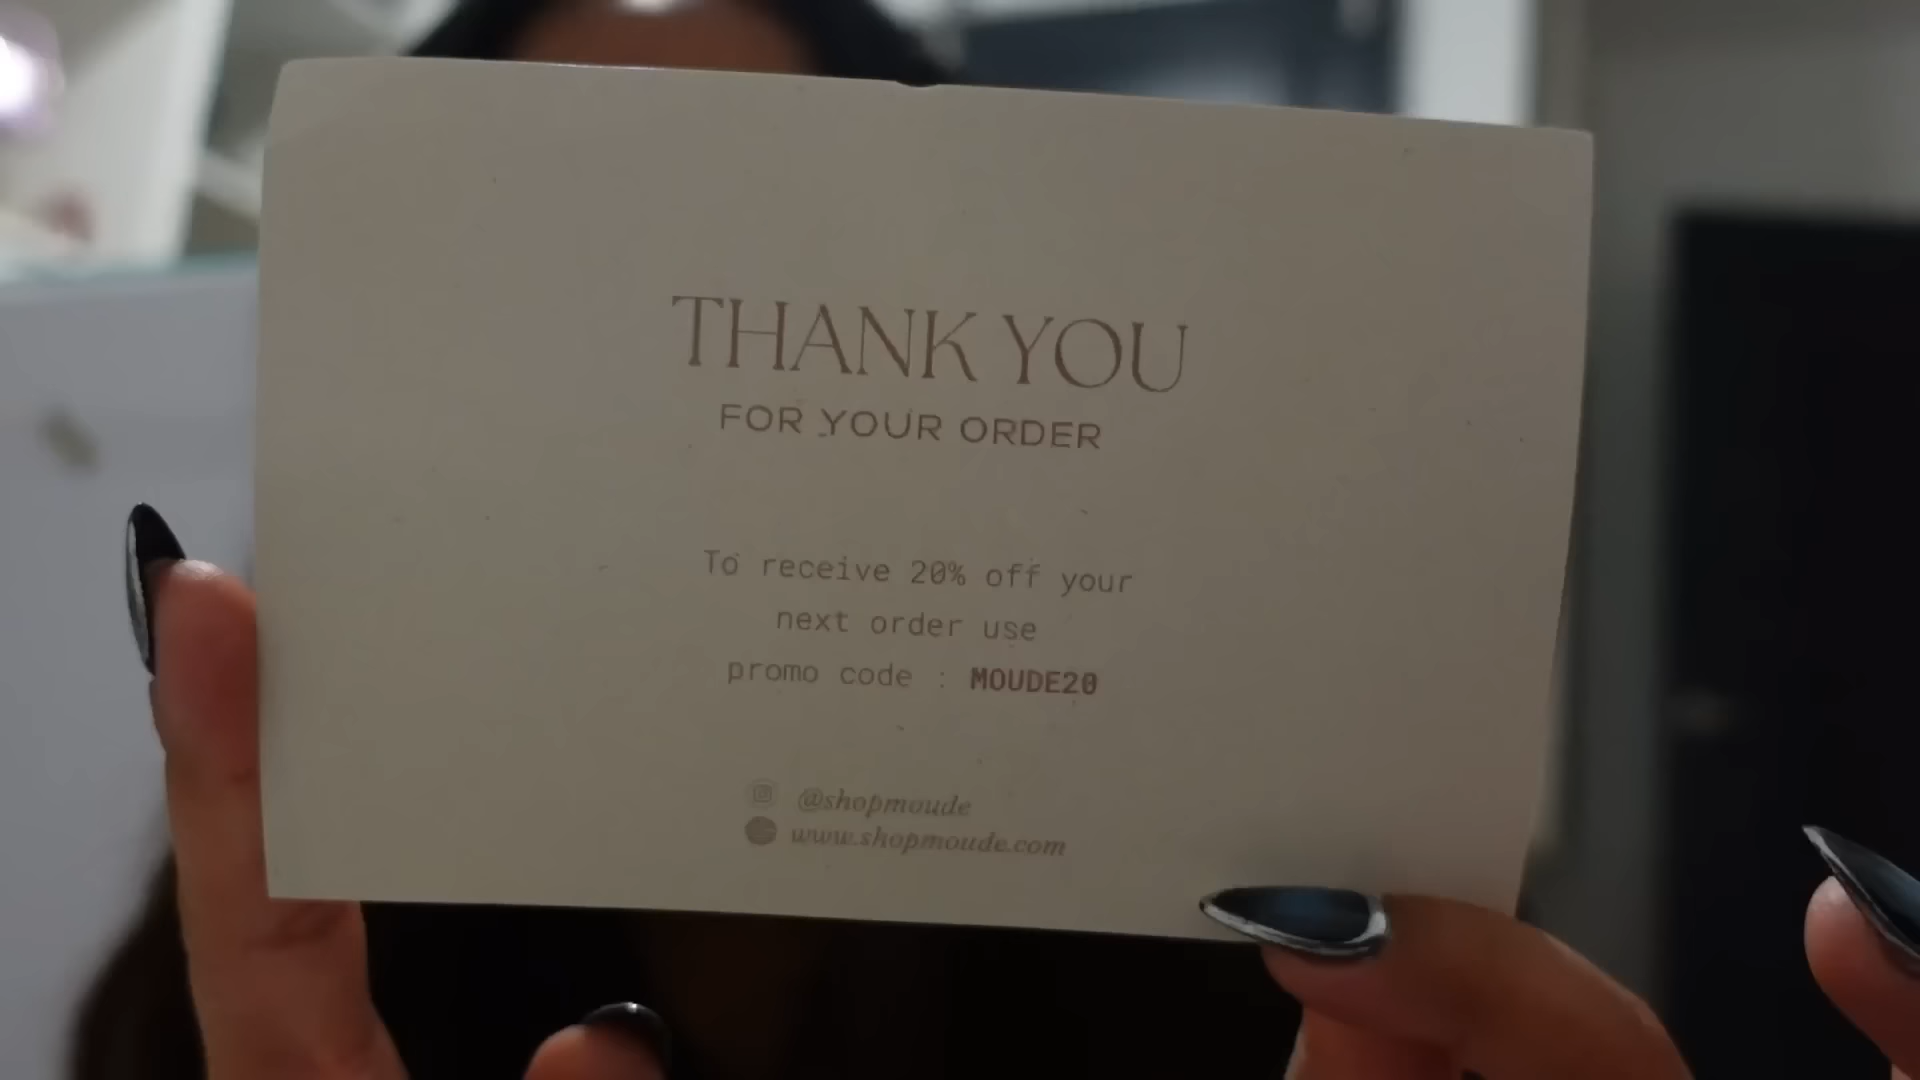 THANK YOU
FOR YOUR ORDER
To receive 20% off your
next order use
promo code : MOUDE20
@shopmoude
www.shopmoude.com